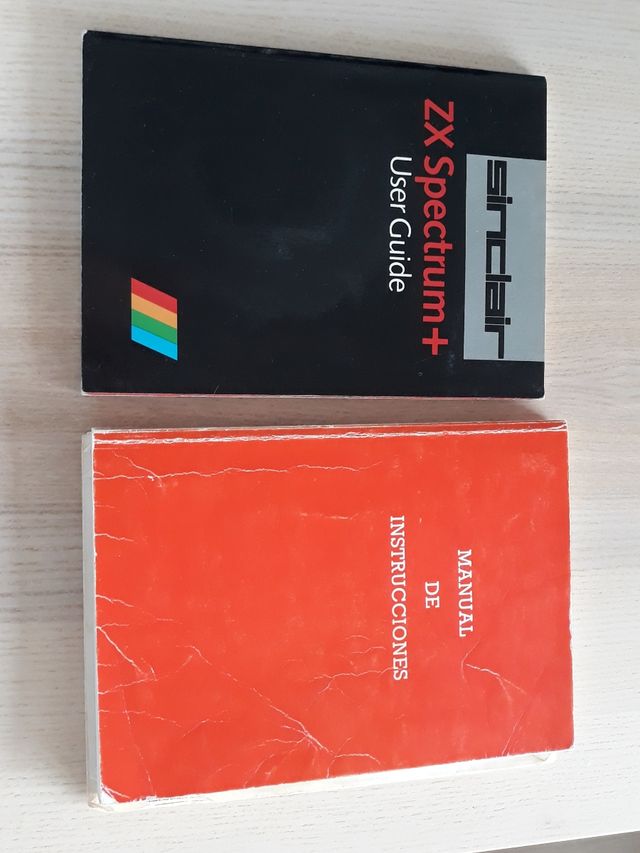 sinclair
ZX Spectrum+
User Guide
MANUAL
DE
INSTRUCCIONES